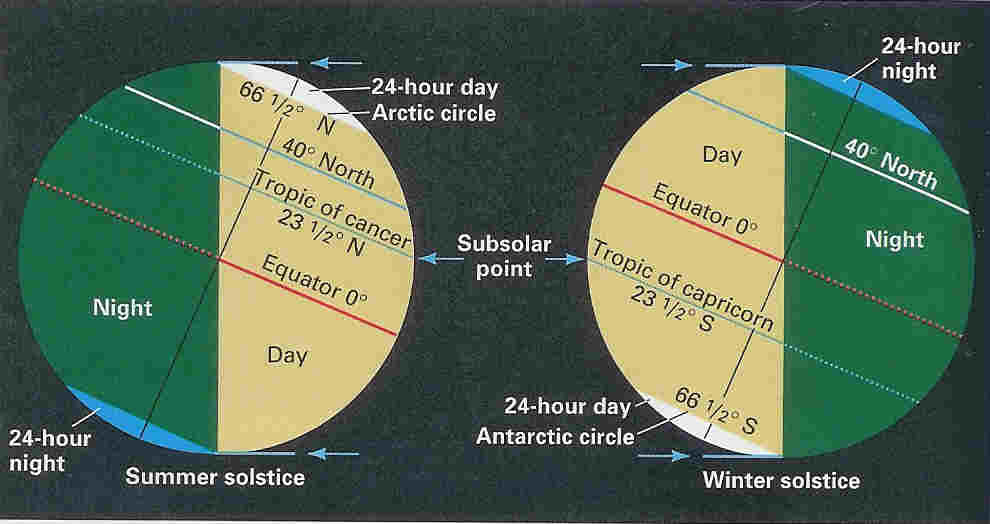 24-hour day
Arctic circle
66 1/2° N
40° North
Tropic of cancer
23 1/2° N
Equator 0°
Night
Day
24-hour
night
Summer solstice
Subsolar
point
24-hour
night
Day
40° North
Equator 0°
Night
Tropic of capricorn
23 1/2° S
24-hour day
66 1/2° S
Antarctic circle
Winter solstice